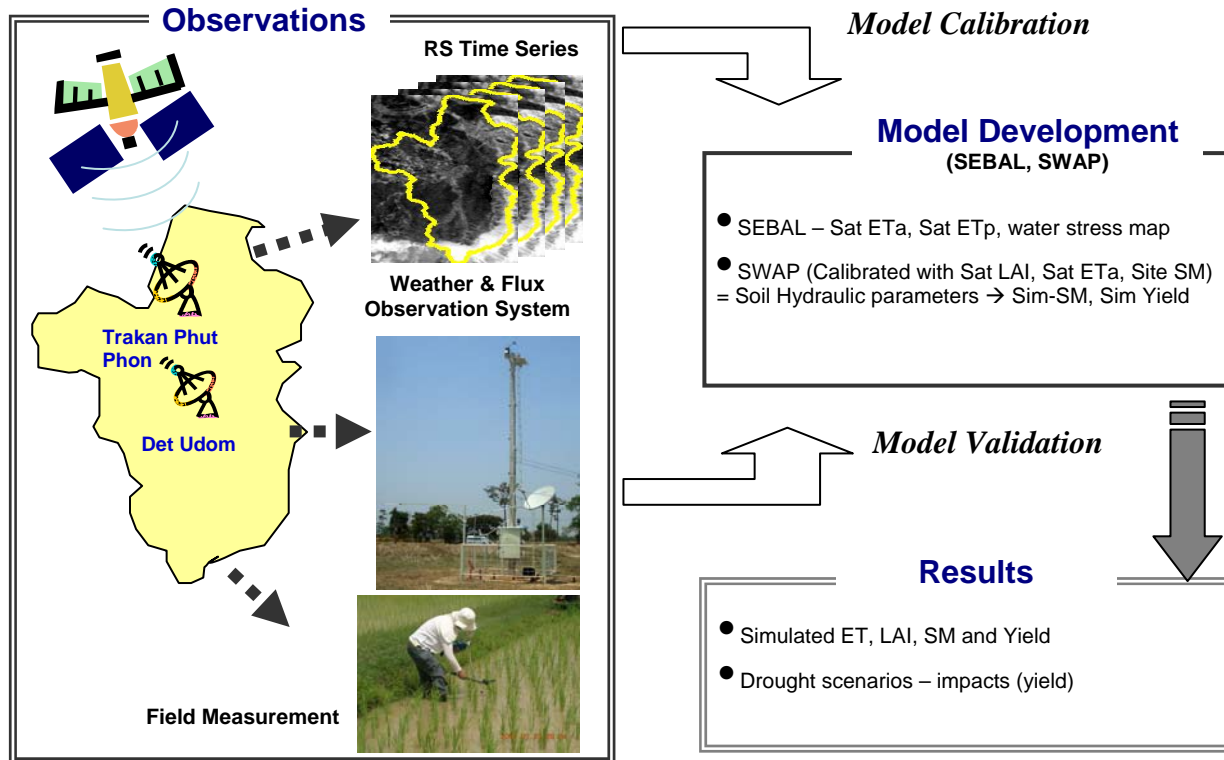 Observations
RS Time Series
Weather & Flux
Observation System
Trakan Phut
Phon
Det Udom
Field Measurement
Model Calibration
Model Development
(SEBAL, SWAP)
● SEBAL – Sat ETa, Sat ETp, water stress map
● SWAP (Calibrated with Sat LAI, Sat ETa, Site SM)
= Soil Hydraulic parameters → Sim-SM, Sim Yield
Model Validation
Results
● Simulated ET, LAI, SM and Yield
● Drought scenarios – impacts (yield)